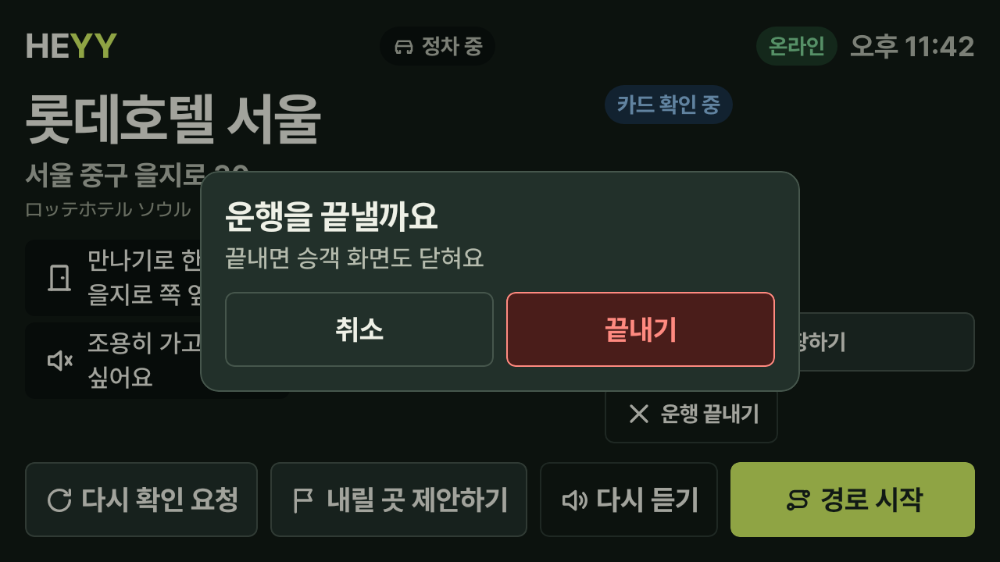 HEYY
정차 중
온라인
오후 11:42
롯데호텔 서울
카드 확인 중
서울 중구 을지로
ロッテホテル ソウル
운행을 끝낼까요
끝내면 승객 화면도 닫혀요
만나기로 한
을지로 쪽
취소
끝내기
조용히 가고
싶어요
하기
운행 끝내기
다시 확인 요청
내릴 곳 제안하기
다시 듣기
경로 시작